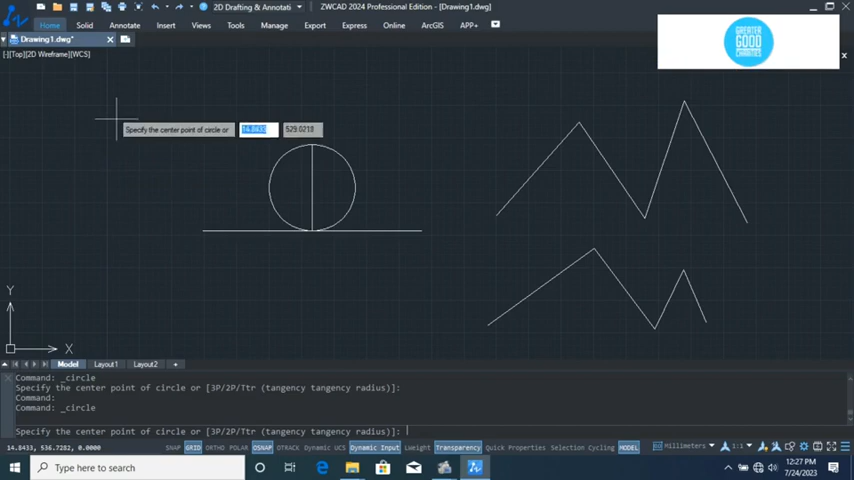 2D Drafting & Annotati
ZWCAD 2024 Professional Edition - [Drawing1.dwg]
Home Solid Annotate Insert Views Tools Manage Export Express Online ArcGIS APP+
Drawing1.dwg*
[-][Top][2D Wireframe][WCS]
GREATER
GOOD
CHARITIES
Specify the center point of circle or 14.8433 529.0218
Y
X
Model Layout1 Layout2 +
Command: _circle
Specify the center point of circle or [3P/2P/Ttr (tangency tangency radius)]:
Command:
Command: _circle
Specify the center point of circle or [3P/2P/Ttr (tangency tangency radius)]:
14.8433, 536.7282, 0.0000 SNAP GRID ORTHO POLAR OSNAP OTRACK Dynamic UCS Dynamic Input Lweight Transparency Quick Properties Selection Cycling MODEL Millimeters 1:1
Type here to search
12:27 PM
7/24/2023